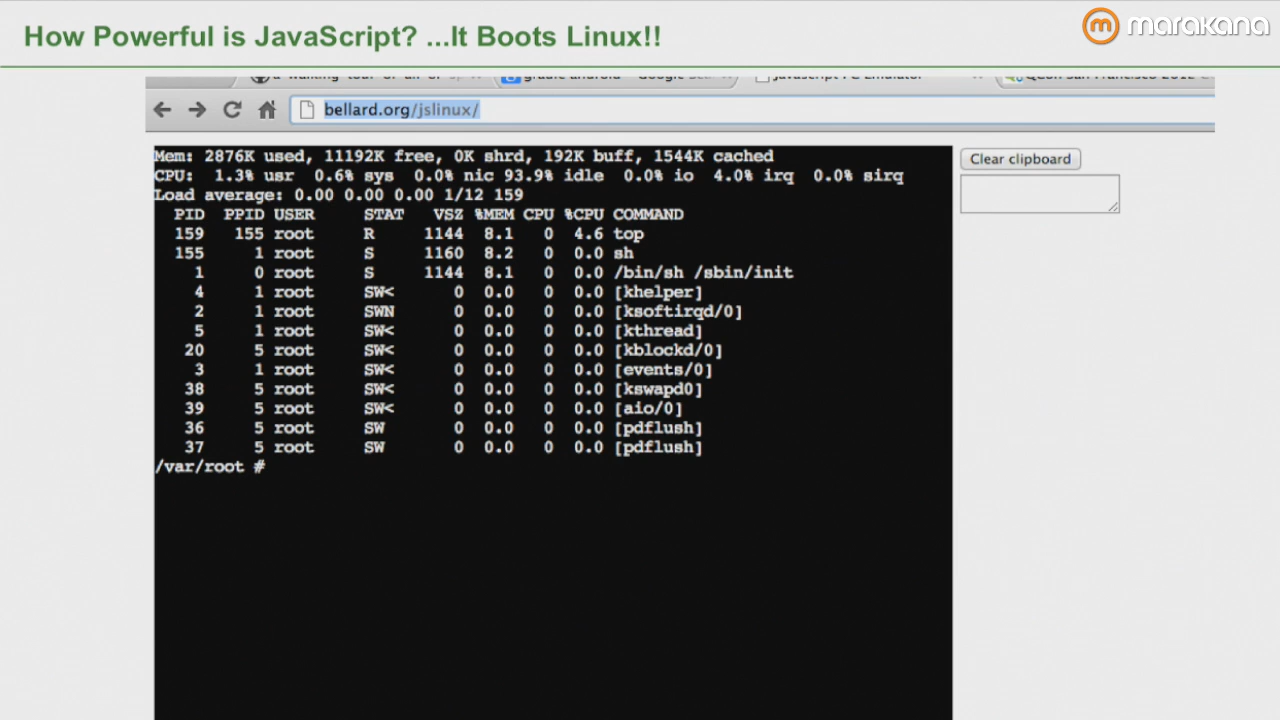 How Powerful is JavaScript? ...It Boots Linux!!
marakana
JavaScript PC Emulator
bellard.org/jslinux/
Mem: 2876K used, 11192K free, 0K shrd, 192K buff, 1544K cached
CPU:  1.3% usr  0.6% sys  0.0% nic 93.9% idle  0.0% io  4.0% irq  0.0% sirq
Load average: 0.00 0.00 0.00 1/12 159
PID  PPID USER     STAT   VSZ %MEM CPU %CPU COMMAND
159   155 root     R     1144  8.1   0  4.6 top
155     1 root     S     1160  8.2   0  0.0 sh
1     0 root     S     1144  8.1   0  0.0 /bin/sh /sbin/init
4     1 root     SW<      0  0.0   0  0.0 [khelper]
2     1 root     SWN      0  0.0   0  0.0 [ksoftirqd/0]
5     1 root     SW<      0  0.0   0  0.0 [kthread]
20     5 root     SW<      0  0.0   0  0.0 [kblockd/0]
3     1 root     SW<      0  0.0   0  0.0 [events/0]
38     5 root     SW<      0  0.0   0  0.0 [kswapd0]
39     5 root     SW<      0  0.0   0  0.0 [aio/0]
36     5 root     SW       0  0.0   0  0.0 [pdflush]
37     5 root     SW       0  0.0   0  0.0 [pdflush]
/var/root #
Clear clipboard